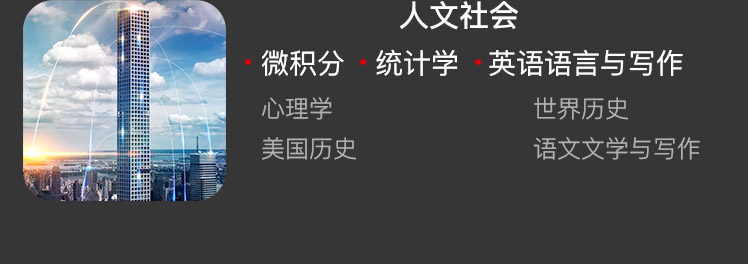 人文社会
• 微积分 • 统计学 • 英语语言与写作
心理学 世界历史
美国历史 语文文学与写作